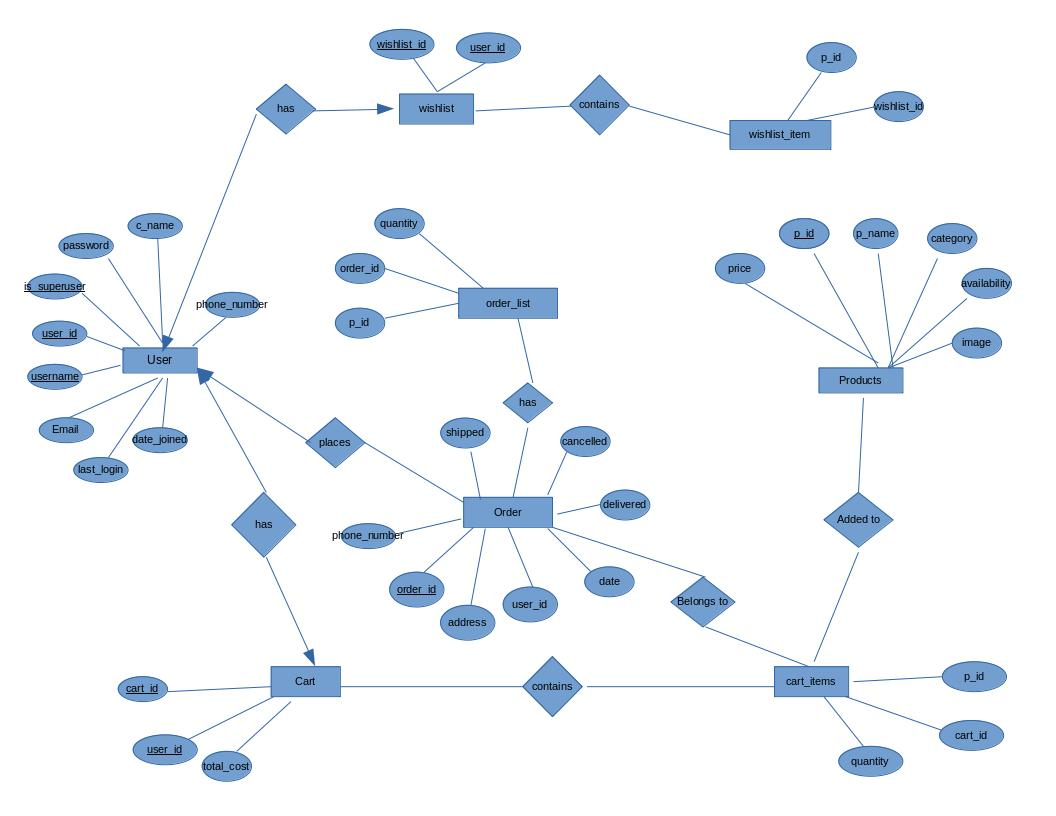 wishlist_id
user_id
p_id
has
wishlist
contains
wishlist_id
wishlist_item
c_name
quantity
p_id
p_name
category
password
order_id
price
is_superuser
phone_number
order_list
availability
user_id
p_id
image
User
username
Products
has
Email
date_joined
shipped
cancelled
places
last_login
delivered
has
Order
Added to
phone_number
order_id
date
user_id
address
Belongs to
cart_id
Cart
contains
cart_items
p_id
user_id
cart_id
total_cost
quantity